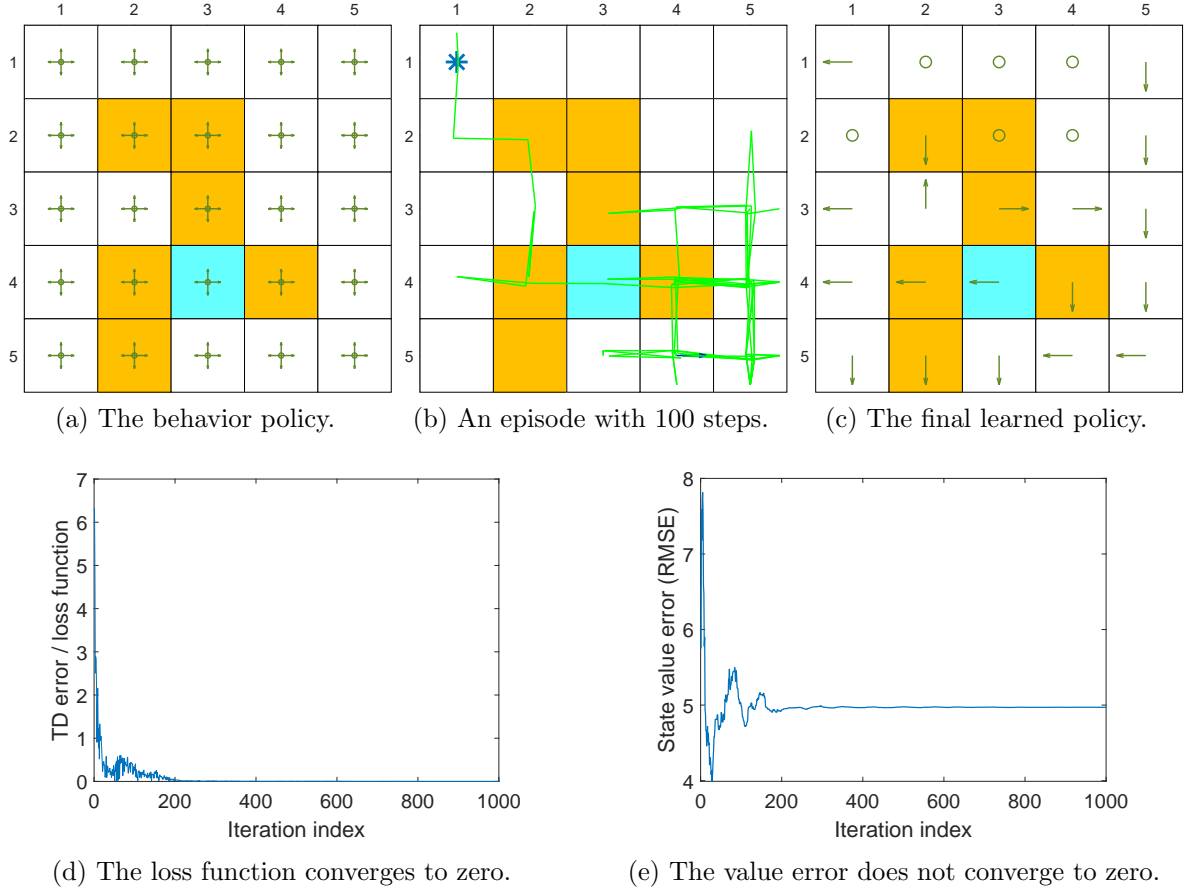 1 2 3 4 5
1 2 3 4 5
1 2 3 4 5
1
2
3
4
5
1
2
3
4
5
1
2
3
4
5
(a) The behavior policy.
(b) An episode with 100 steps.
(c) The final learned policy.
TD error / loss function
7
6
5
4
3
2
1
0
0 200 400 600 800 1000
Iteration index
(d) The loss function converges to zero.
State value error (RMSE)
8
7
6
5
4
0 200 400 600 800 1000
Iteration index
(e) The value error does not converge to zero.